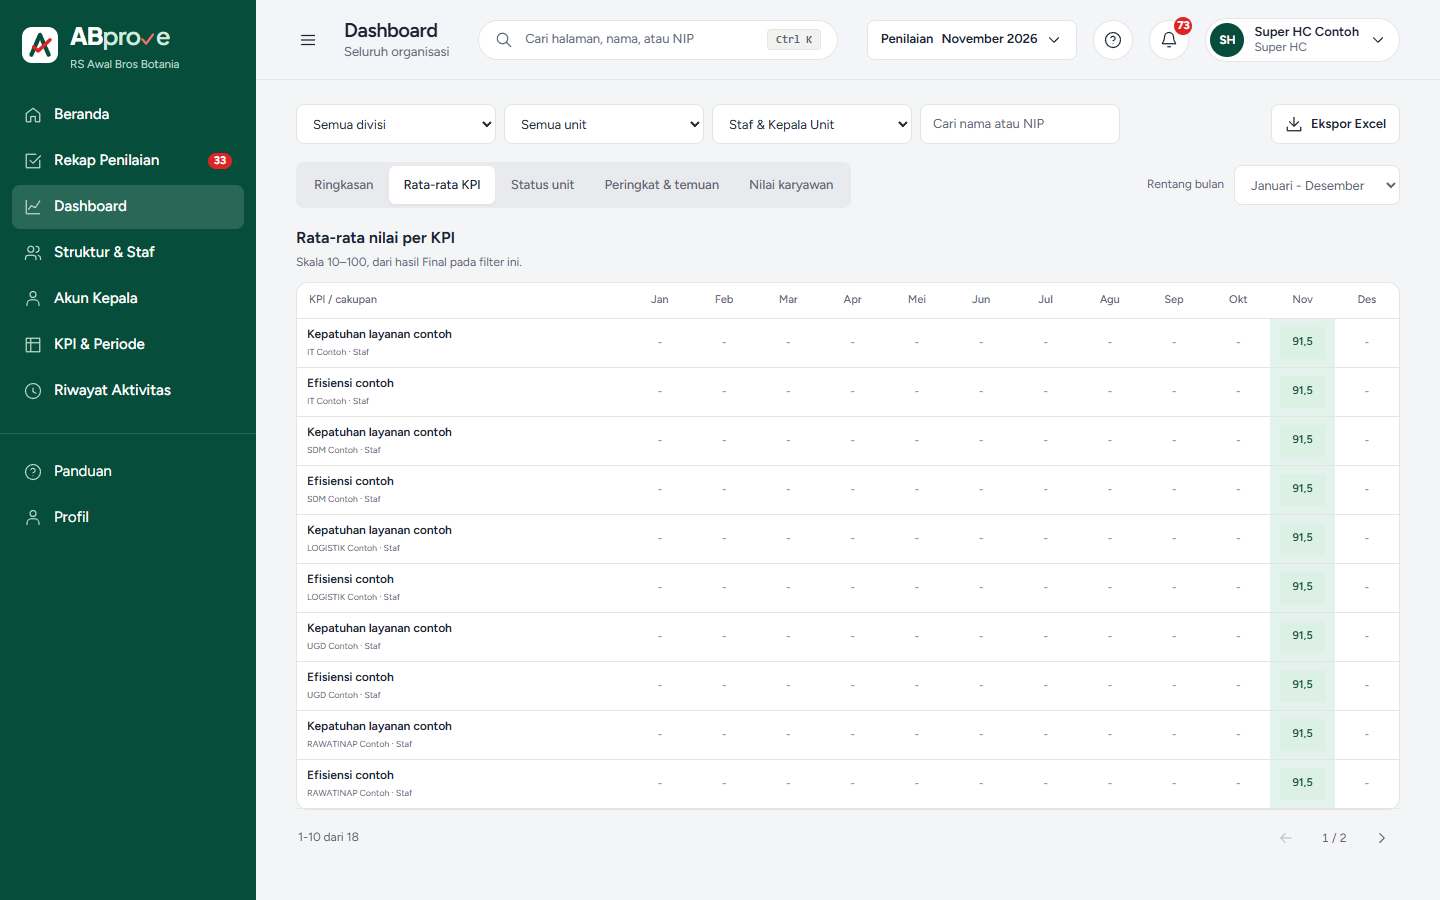 ABprove
RS Awal Bros Botania
Beranda
Rekap Penilaian 33
Dashboard
Struktur & Staf
Akun Kepala
KPI & Periode
Riwayat Aktivitas
Panduan
Profil
Dashboard
Seluruh organisasi
Cari halaman, nama, atau NIP Ctrl K
Penilaian November 2026
73
SH
Super HC Contoh
Super HC
Semua divisi
Semua unit
Staf & Kepala Unit
Cari nama atau NIP
Ekspor Excel
Ringkasan
Rata-rata KPI
Status unit
Peringkat & temuan
Nilai karyawan
Rentang bulan
Januari - Desember
Rata-rata nilai per KPI
Skala 10–100, dari hasil Final pada filter ini.
KPI / cakupan Jan Feb Mar Apr Mei Jun Jul Agu Sep Okt Nov Des
Kepatuhan layanan contoh
IT Contoh · Staf
- - - - - - - - - - 91,5 -
Efisiensi contoh
IT Contoh · Staf
- - - - - - - - - - 91,5 -
Kepatuhan layanan contoh
SDM Contoh · Staf
- - - - - - - - - - 91,5 -
Efisiensi contoh
SDM Contoh · Staf
- - - - - - - - - - 91,5 -
Kepatuhan layanan contoh
LOGISTIK Contoh · Staf
- - - - - - - - - - 91,5 -
Efisiensi contoh
LOGISTIK Contoh · Staf
- - - - - - - - - - 91,5 -
Kepatuhan layanan contoh
UGD Contoh · Staf
- - - - - - - - - - 91,5 -
Efisiensi contoh
UGD Contoh · Staf
- - - - - - - - - - 91,5 -
Kepatuhan layanan contoh
RAWATINAP Contoh · Staf
- - - - - - - - - - 91,5 -
Efisiensi contoh
RAWATINAP Contoh · Staf
- - - - - - - - - - 91,5 -
1-10 dari 18
1 / 2